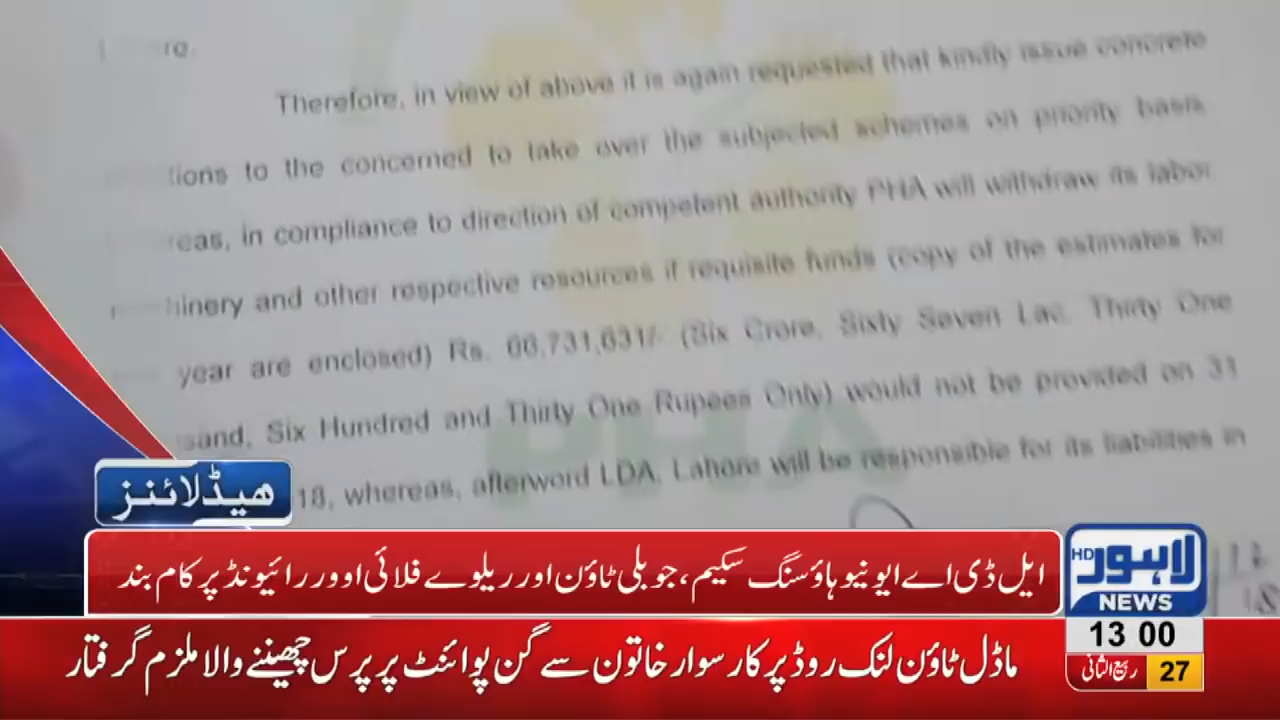 Therefore, in view of above it is again requested that kindly issue concrete
tions to the concerned to take over the subjected schemes on priority basis
reas, in compliance to direction of competent authority PHA will withdraw its labor
hinery and other respective resources if requisite funds (copy of the estimates for
year are enclosed) Rs. 66,731,631/- (Six Crore, Sixty Seven Lac, Thirty One
sand, Six Hundred and Thirty One Rupees Only) would not be provided on 31
18, whereas, afterword LDA, Lahore will be responsible for its liabilities in
PHA
ھیڈلائنز
ایل ڈی اے ایونیو ہاؤسنگ سکیم، جوبلی ٹاؤن اور ریلوے فلائی اوور رائیونڈ پر کام بند
HD لاہور
NEWS
13 00
ماڈل ٹاؤن لنک روڈ پر کار سوار خاتون سے گن پوائنٹ پر پرس چھیننے والا ملزم گرفتار
27 ربیع الثانی